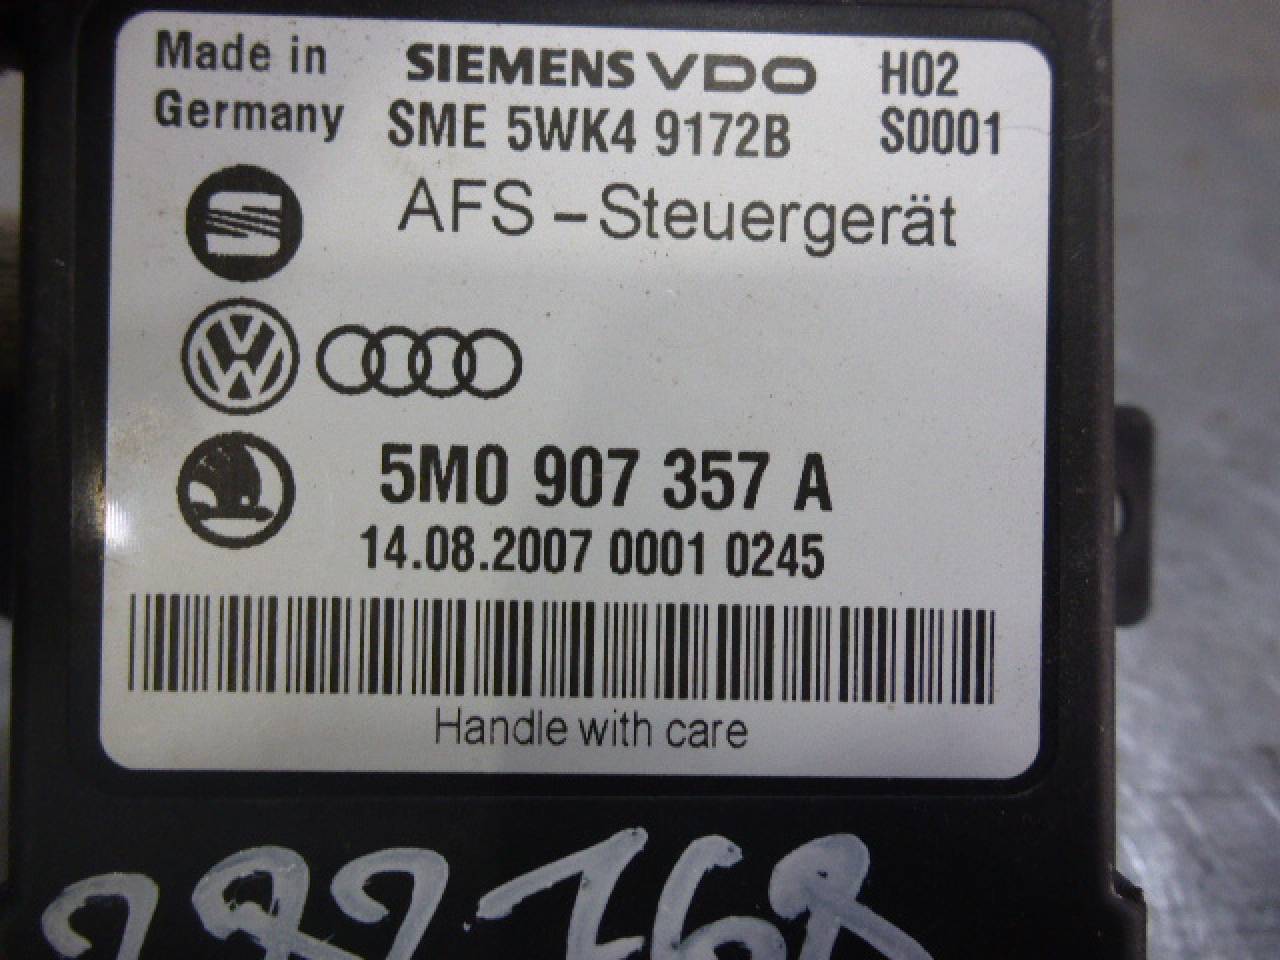 Made in
Germany
SIEMENS VDO
SME 5WK4 9172B
H02
S0001
AFS - Steuergerät
5M0 907 357 A
14.08.2007 0001 0245
Handle with care